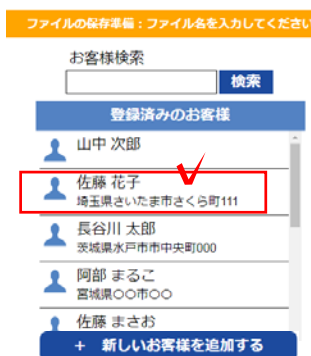 ファイルの保存準備：ファイル名を入力してください
お客様検索
検索
登録済みのお客様
山中 次郎
佐藤 花子
埼玉県さいたま市さくら町111
長谷川 太郎
茨城県水戸市市中央町000
阿部 まるこ
宮城県○○市○○
佐藤 まさお
+ 新しいお客様を追加する